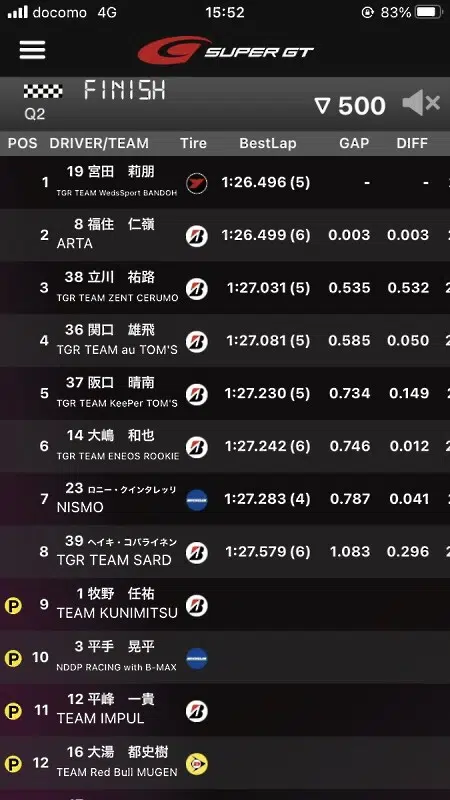 docomo 4G 15:52 83%
SUPER GT
FINISH
Q2
▽ 500
POS DRIVER/TEAM Tire BestLap GAP DIFF
1 19 宮田 莉朋 1:26.496 (5) - -
TGR TEAM WedsSport BANDOH
2 8 福住 仁嶺 1:26.499 (6) 0.003 0.003
ARTA
3 38 立川 祐路 1:27.031 (5) 0.535 0.532
TGR TEAM ZENT CERUMO
4 36 関口 雄飛 1:27.081 (5) 0.585 0.050
TGR TEAM au TOM'S
5 37 阪口 晴南 1:27.230 (5) 0.734 0.149
TGR TEAM KeePer TOM'S
6 14 大嶋 和也 1:27.242 (6) 0.746 0.012
TGR TEAM ENEOS ROOKIE
7 23 ロニー・クインタレッリ 1:27.283 (4) 0.787 0.041
NISMO
8 39 ヘイキ・コバライネン 1:27.579 (6) 1.083 0.296
TGR TEAM SARD
P 9 1 牧野 任祐
TEAM KUNIMITSU
P 10 3 平手 晃平
NDDP RACING with B-MAX
P 11 12 平峰 一貴
TEAM IMPUL
P 12 16 大湯 都史樹
TEAM Red Bull MUGEN